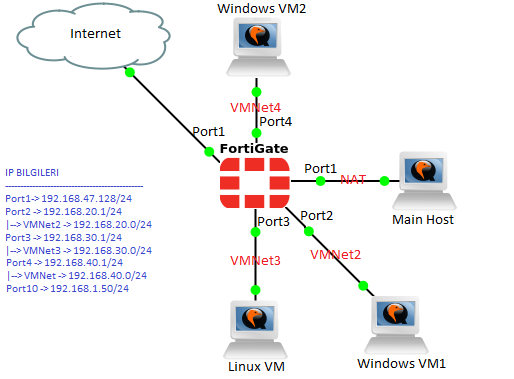 Windows VM2
Internet
VMNet4
Port1
Port4
FortiGate
Port1
NAT
Main Host
IP BILGILERI
------------------------------------------------
Port1-> 192.168.47.128/24
Port2 -> 192.168.20.1/24
|--> VMNet2 -> 192.168.20.0/24
Port3 -> 192.168.30.1/24
|--> VMNet3 -> 192.168.30.0/24
Port4 -> 192.168.40.1/24
|--> VMNet -> 192.168.40.0/24
Port10 -> 192.168.1.50/24
Port2
Port3
VMNet2
VMNet3
Linux VM
Windows VM1